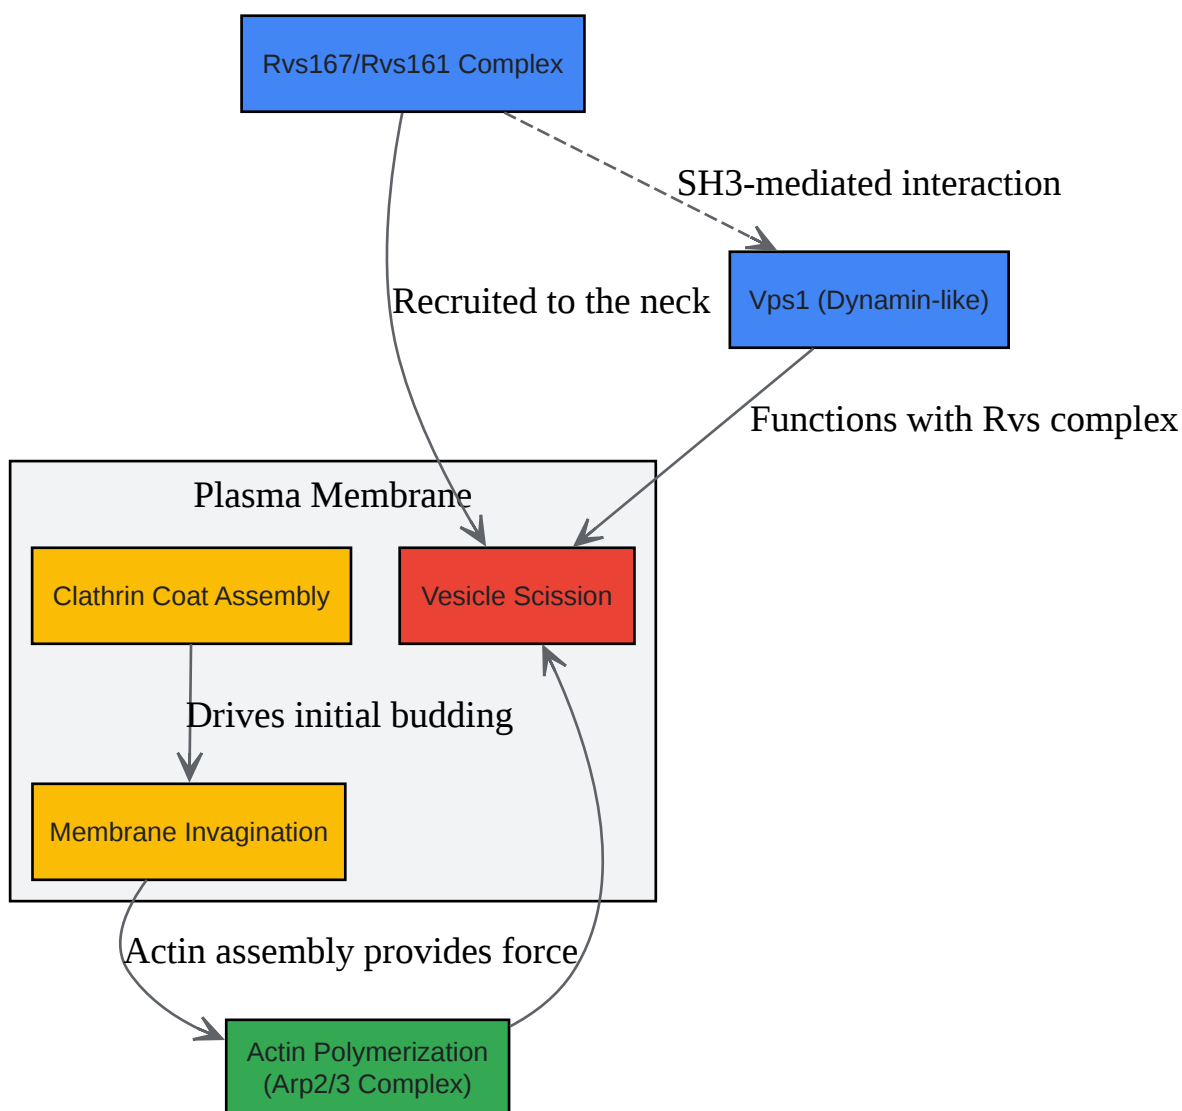 Rvs167/Rvs161 Complex
SH3-mediated interaction
Recruited to the neck
Vps1 (Dynamin-like)
Functions with Rvs complex
Plasma Membrane
Clathrin Coat Assembly
Vesicle Scission
Drives initial budding
Membrane Invagination
Actin assembly provides force
Actin Polymerization
(Arp2/3 Complex)